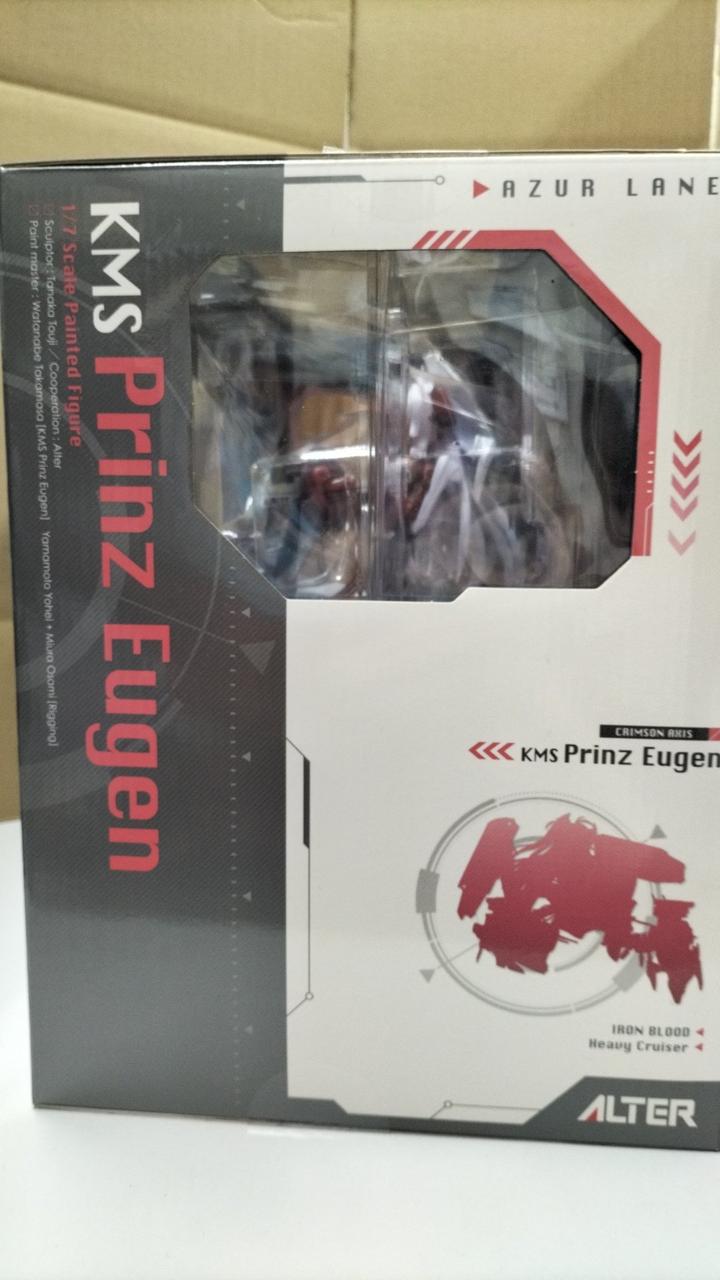 AZUR LANE
KMS Prinz Eugen
1/7 Scale Painted Figure
Sculptor : Tanaka Touji / Cooperation : Alter
Paint master : Watanabe Takamasa [KMS Prinz Eugen] Yamamoto Yohei + Miura Osami [Rigging]
CRIMSON AXIS
KMS Prinz Eugen
IRON BLOOD
Heavy Cruiser
ALTER